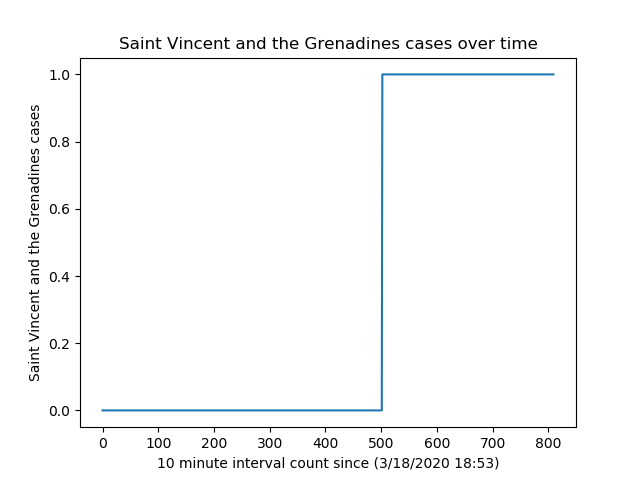 Saint Vincent and the Grenadines cases over time
Saint Vincent and the Grenadines cases
1.0
0.8
0.6
0.4
0.2
0.0
0 100 200 300 400 500 600 700 800
10 minute interval count since (3/18/2020 18:53)